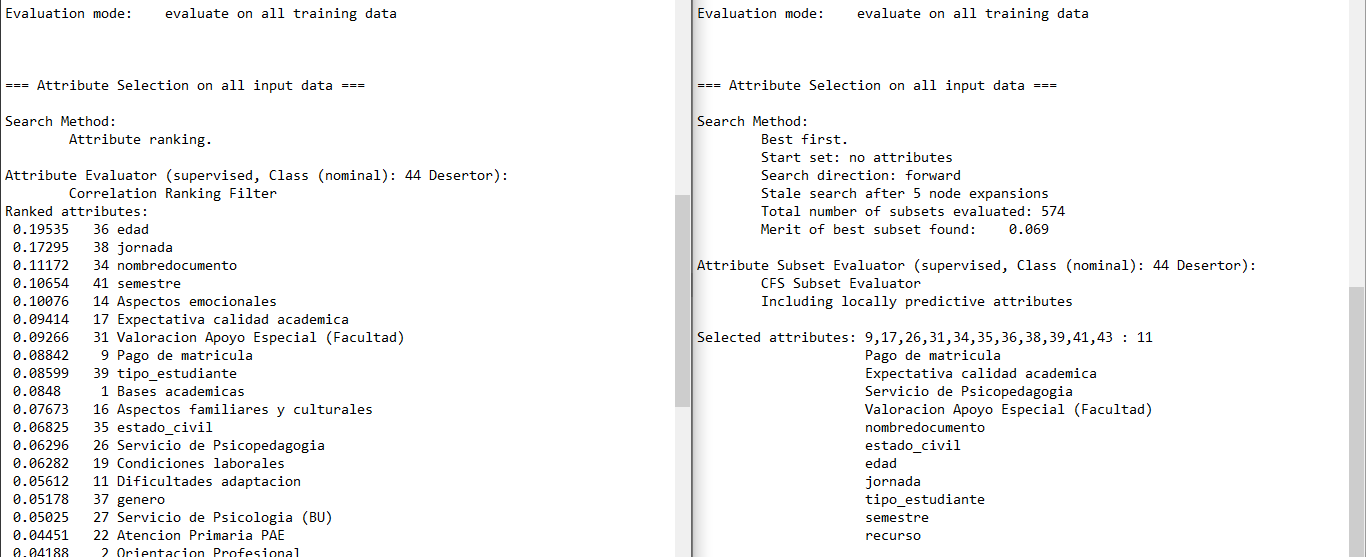 Evaluation mode:    evaluate on all training data
=== Attribute Selection on all input data ===
Search Method:
Attribute ranking.
Attribute Evaluator (supervised, Class (nominal): 44 Desertor):
Correlation Ranking Filter
Ranked attributes:
0.19535   36 edad
0.17295   38 jornada
0.11172   34 nombredocumento
0.10654   41 semestre
0.10076   14 Aspectos emocionales
0.09414   17 Expectativa calidad academica
0.09266   31 Valoracion Apoyo Especial (Facultad)
0.08842    9 Pago de matricula
0.08599   39 tipo_estudiante
0.0848     1 Bases academicas
0.07673   16 Aspectos familiares y culturales
0.06825   35 estado_civil
0.06296   26 Servicio de Psicopedagogia
0.06282   19 Condiciones laborales
0.05612   11 Dificultades adaptacion
0.05178   37 genero
0.05025   27 Servicio de Psicologia (BU)
0.04451   22 Atencion Primaria PAE
0.04188    2 Orientacion Profesional
Evaluation mode:    evaluate on all training data
=== Attribute Selection on all input data ===
Search Method:
Best first.
Start set: no attributes
Search direction: forward
Stale search after 5 node expansions
Total number of subsets evaluated: 574
Merit of best subset found:    0.069
Attribute Subset Evaluator (supervised, Class (nominal): 44 Desertor):
CFS Subset Evaluator
Including locally predictive attributes
Selected attributes: 9,17,26,31,34,35,36,38,39,41,43 : 11
Pago de matricula
Expectativa calidad academica
Servicio de Psicopedagogia
Valoracion Apoyo Especial (Facultad)
nombredocumento
estado_civil
edad
jornada
tipo_estudiante
semestre
recurso